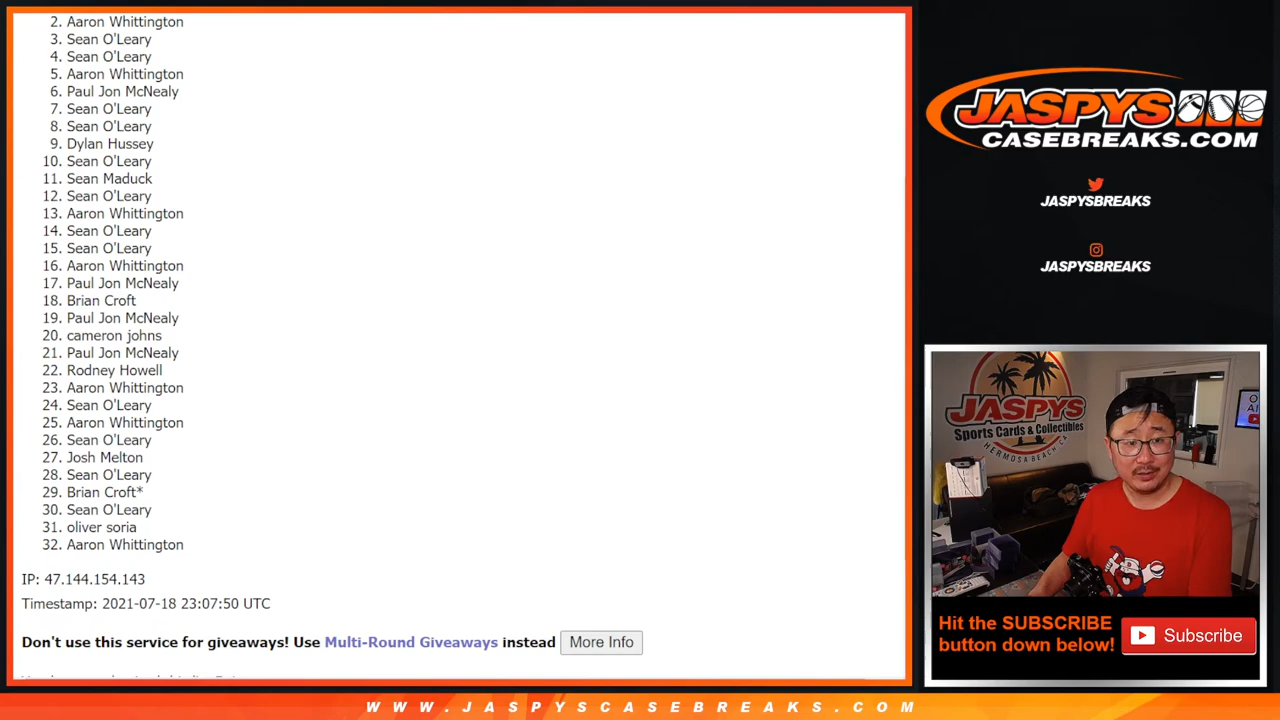 2. Aaron Whittington
3. Sean O'Leary
4. Sean O'Leary
5. Aaron Whittington
6. Paul Jon McNealy
7. Sean O'Leary
8. Sean O'Leary
9. Dylan Hussey
10. Sean O'Leary
11. Sean Maduck
12. Sean O'Leary
13. Aaron Whittington
14. Sean O'Leary
15. Sean O'Leary
16. Aaron Whittington
17. Paul Jon McNealy
18. Brian Croft
19. Paul Jon McNealy
20. cameron johns
21. Paul Jon McNealy
22. Rodney Howell
23. Aaron Whittington
24. Sean O'Leary
25. Aaron Whittington
26. Sean O'Leary
27. Josh Melton
28. Sean O'Leary
29. Brian Croft*
30. Sean O'Leary
31. oliver soria
32. Aaron Whittington
IP: 47.144.154.143
Timestamp: 2021-07-18 23:07:50 UTC
Don't use this service for giveaways! Use Multi-Round Giveaways instead More Info
JASPYS
CASEBREAKS.COM
JASPYSBREAKS
JASPYSBREAKS
JASPYS
Sports Cards & Collectibles
HERMOSA BEACH, CA
Hit the SUBSCRIBE
button down below!
Subscribe
WWW.JASPYSCASEBREAKS.COM